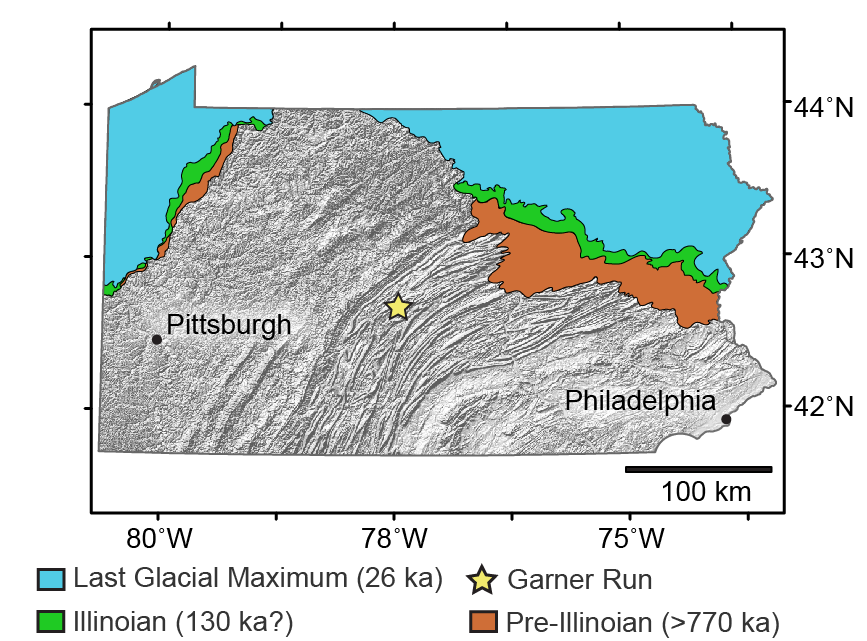 44°N
43°N
Pittsburgh
Philadelphia
42°N
100 km
80°W 78°W 75°W
Last Glacial Maximum (26 ka) Garner Run
Illinoian (130 ka?) Pre-Illinoian (>770 ka)